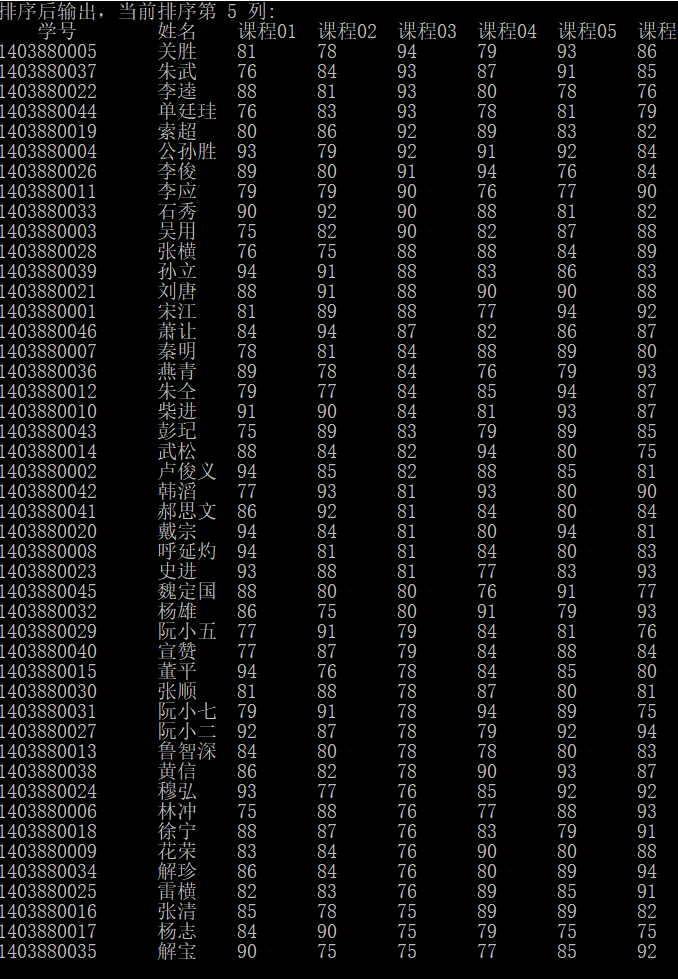 排序后输出，当前排序第 5 列:
学号 姓名 课程01 课程02 课程03 课程04 课程05 课程
1403880005 关胜 81 78 94 79 93 86
1403880037 朱武 76 84 93 87 91 85
1403880022 李逵 88 81 93 80 78 76
1403880044 单廷珪 76 83 93 78 81 79
1403880019 索超 80 86 92 89 83 82
1403880004 公孙胜 93 79 92 91 92 84
1403880026 李俊 89 80 91 94 76 84
1403880011 李应 79 79 90 76 77 90
1403880033 石秀 90 92 90 88 81 82
1403880003 吴用 75 82 90 82 87 88
1403880028 张横 76 75 88 88 84 89
1403880039 孙立 94 91 88 83 86 83
1403880021 刘唐 88 91 88 90 90 88
1403880001 宋江 81 89 88 77 94 92
1403880046 萧让 84 94 87 82 86 87
1403880007 秦明 78 81 84 88 89 80
1403880036 燕青 89 78 84 76 79 93
1403880012 朱仝 79 77 84 85 94 87
1403880010 柴进 91 90 84 81 93 87
1403880043 彭玘 75 89 83 79 89 85
1403880014 武松 88 84 82 94 80 75
1403880002 卢俊义 94 85 82 88 85 81
1403880042 韩滔 77 93 81 93 80 90
1403880041 郝思文 86 92 81 84 80 84
1403880020 戴宗 94 84 81 80 94 81
1403880008 呼延灼 94 81 81 84 80 83
1403880023 史进 93 88 81 77 83 93
1403880045 魏定国 88 80 80 76 91 77
1403880032 杨雄 86 75 80 91 79 93
1403880029 阮小五 77 91 79 84 81 76
1403880040 宣赞 77 87 79 84 88 84
1403880015 董平 94 76 78 84 85 80
1403880030 张顺 81 88 78 87 80 81
1403880031 阮小七 79 91 78 94 89 75
1403880027 阮小二 92 87 78 79 92 94
1403880013 鲁智深 84 80 78 78 80 83
1403880038 黄信 86 82 78 90 93 87
1403880024 穆弘 93 77 76 85 92 92
1403880006 林冲 75 88 76 77 88 93
1403880018 徐宁 88 87 76 83 79 91
1403880009 花荣 83 84 76 90 80 88
1403880034 解珍 86 84 76 80 89 94
1403880025 雷横 82 83 76 89 85 91
1403880016 张清 85 78 75 89 89 82
1403880017 杨志 84 90 75 79 75 75
1403880035 解宝 90 75 75 77 85 92